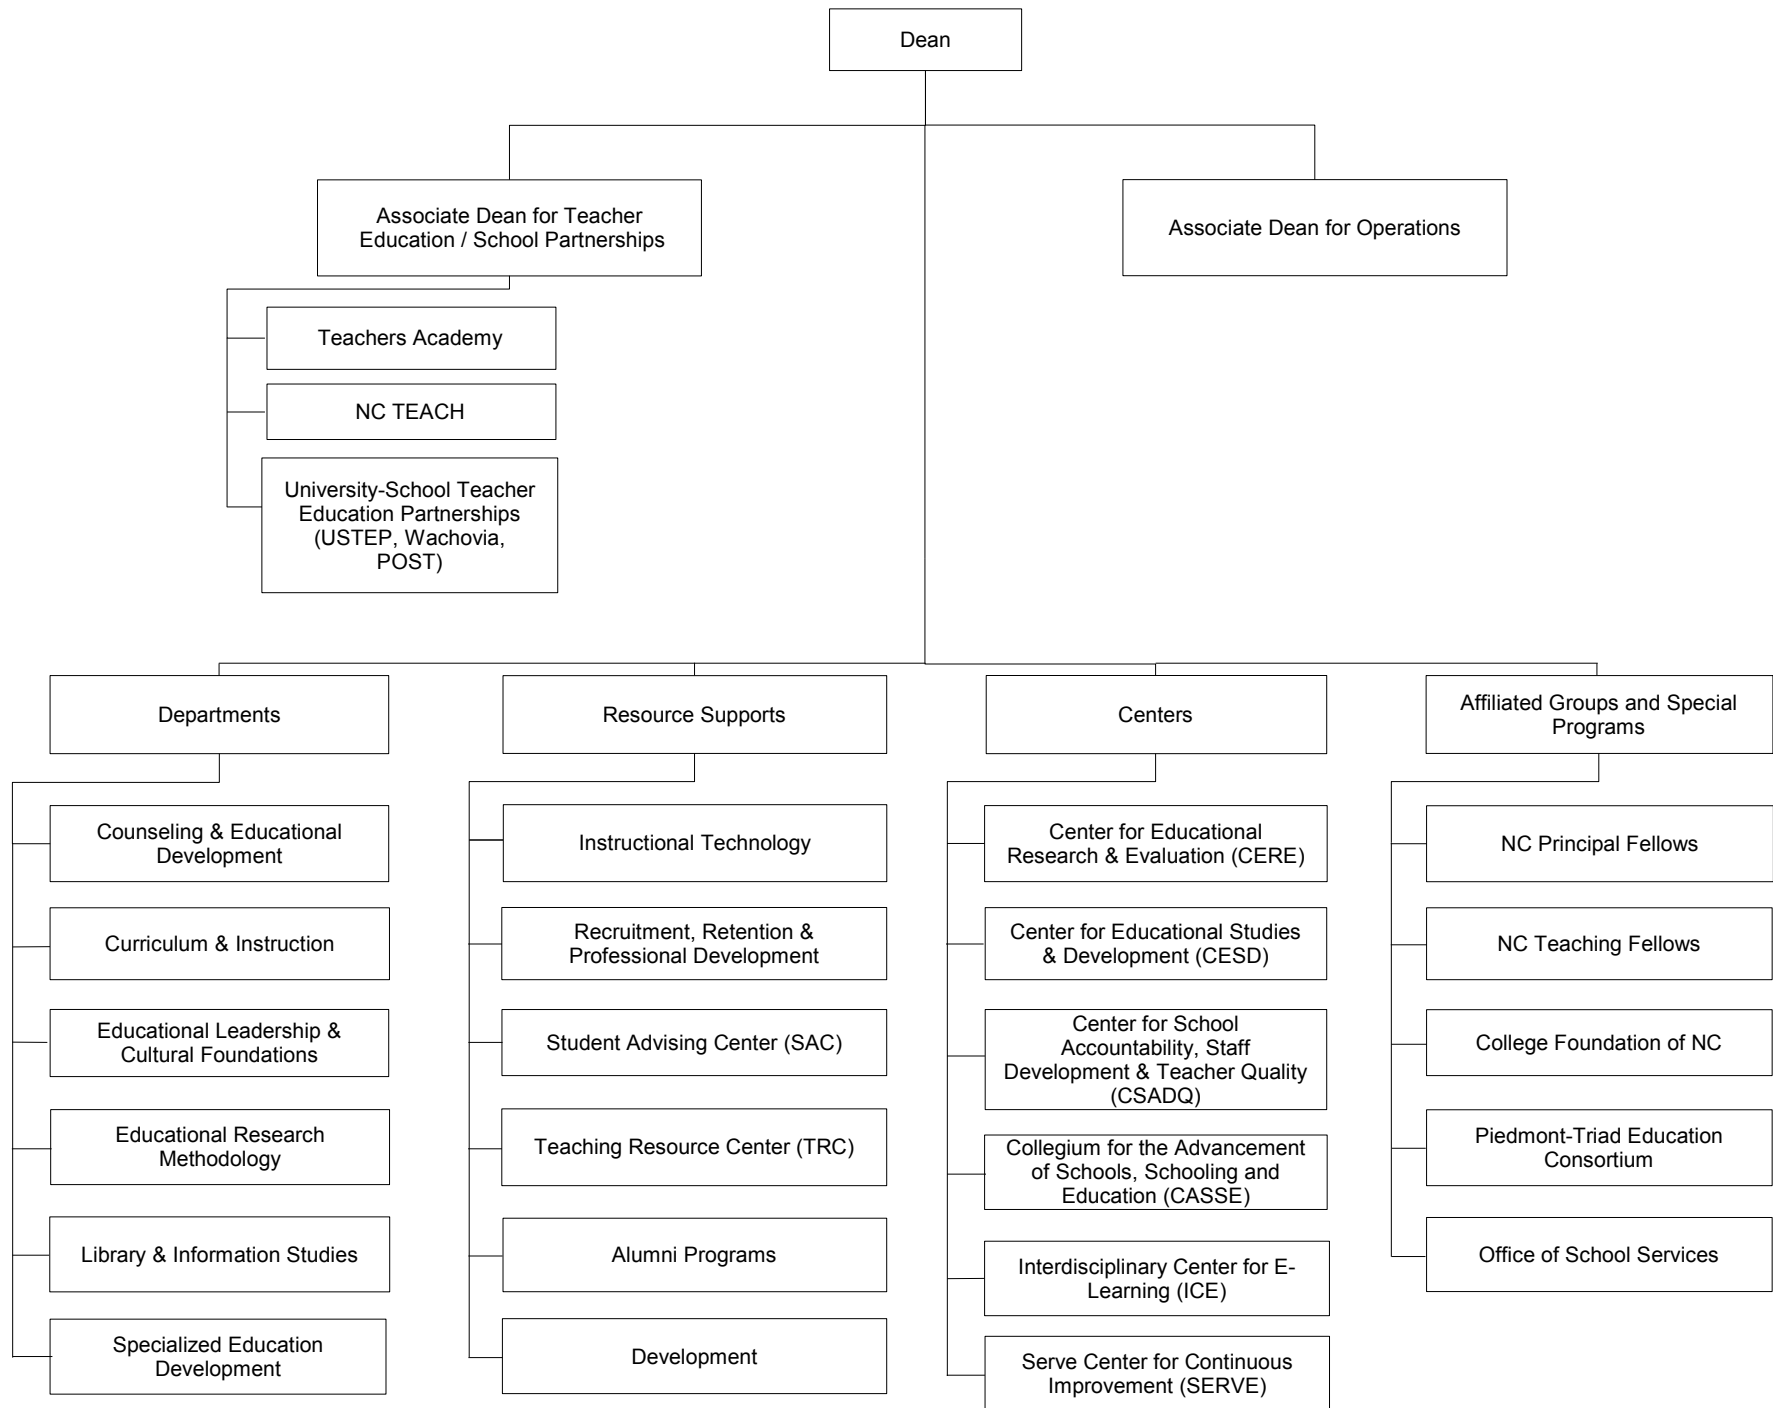 Dean
Associate Dean for Teacher
Education / School Partnerships
Associate Dean for Operations
Teachers Academy
NC TEACH
University-School Teacher
Education Partnerships
(USTEP, Wachovia,
POST)
Departments
Counseling & Educational
Development
Curriculum & Instruction
Educational Leadership &
Cultural Foundations
Educational Research
Methodology
Library & Information Studies
Specialized Education
Development
Resource Supports
Instructional Technology
Recruitment, Retention &
Professional Development
Student Advising Center (SAC)
Teaching Resource Center (TRC)
Alumni Programs
Development
Centers
Center for Educational
Research & Evaluation (CERE)
Center for Educational Studies
& Development (CESD)
Center for School
Accountability, Staff
Development & Teacher Quality
(CSADQ)
Collegium for the Advancement
of Schools, Schooling and
Education (CASSE)
Interdisciplinary Center for E-
Learning (ICE)
Serve Center for Continuous
Improvement (SERVE)
Affiliated Groups and Special
Programs
NC Principal Fellows
NC Teaching Fellows
College Foundation of NC
Piedmont-Triad Education
Consortium
Office of School Services